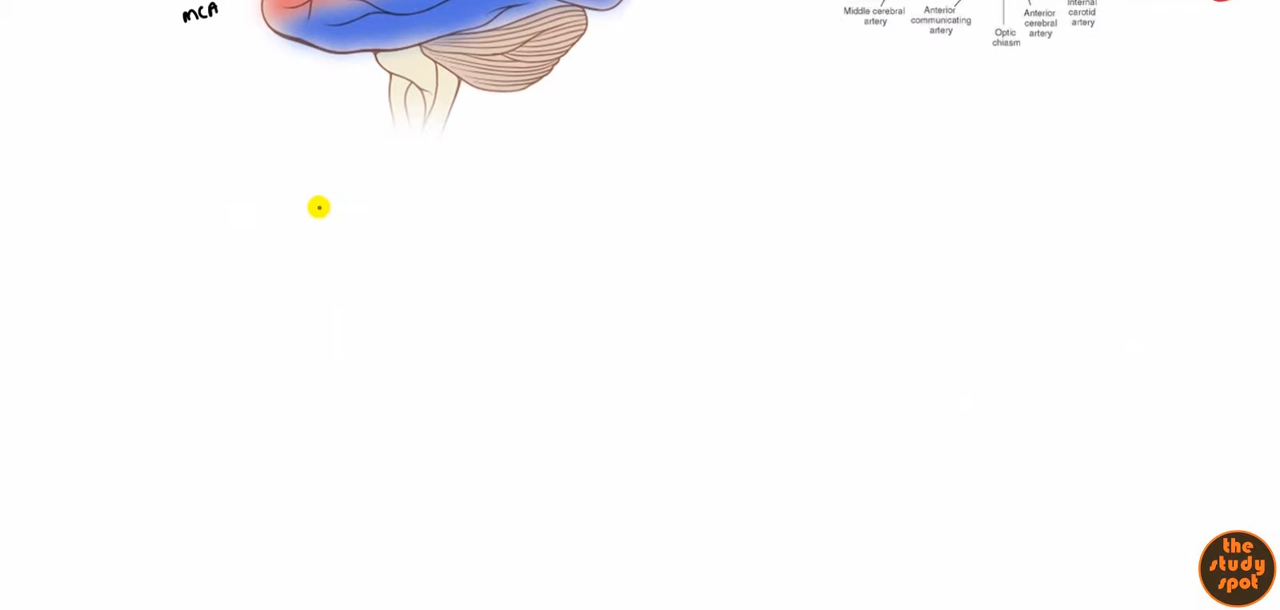 MCA
Middle cerebral
artery
Anterior
communicating
artery
Optic
chiasm
Anterior
cerebral
artery
Internal
carotid
artery
the
study
spot